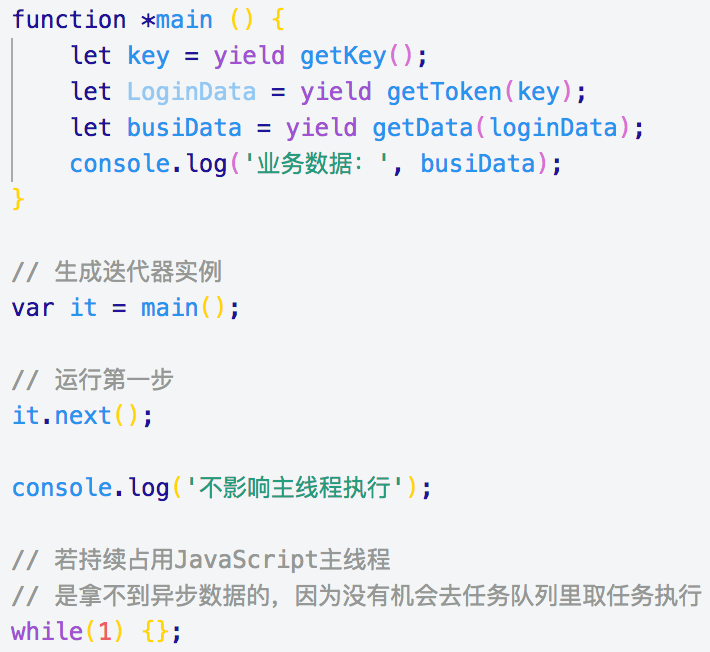 function *main () {
    let key = yield getKey();
    let LoginData = yield getToken(key);
    let busiData = yield getData(loginData);
    console.log('业务数据：', busiData);
}

// 生成迭代器实例
var it = main();

// 运行第一步
it.next();

console.log('不影响主线程执行');

// 若持续占用JavaScript主线程
// 是拿不到异步数据的，因为没有机会去任务队列里取任务执行
while(1) {};